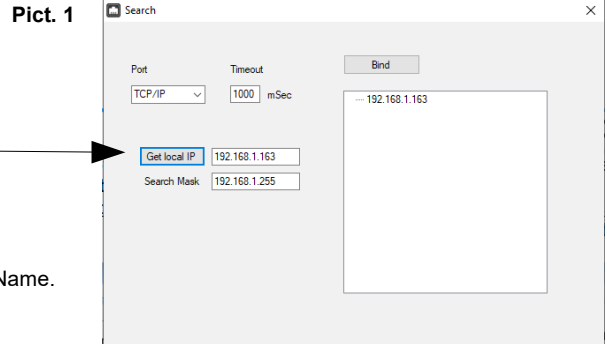 Pict. 1
Search
Port
Timeout
Bind
TCP/IP
1000 mSec
192.168.1.163
Get local IP
192.168.1.163
Search Mask
192.168.1.255
Name.